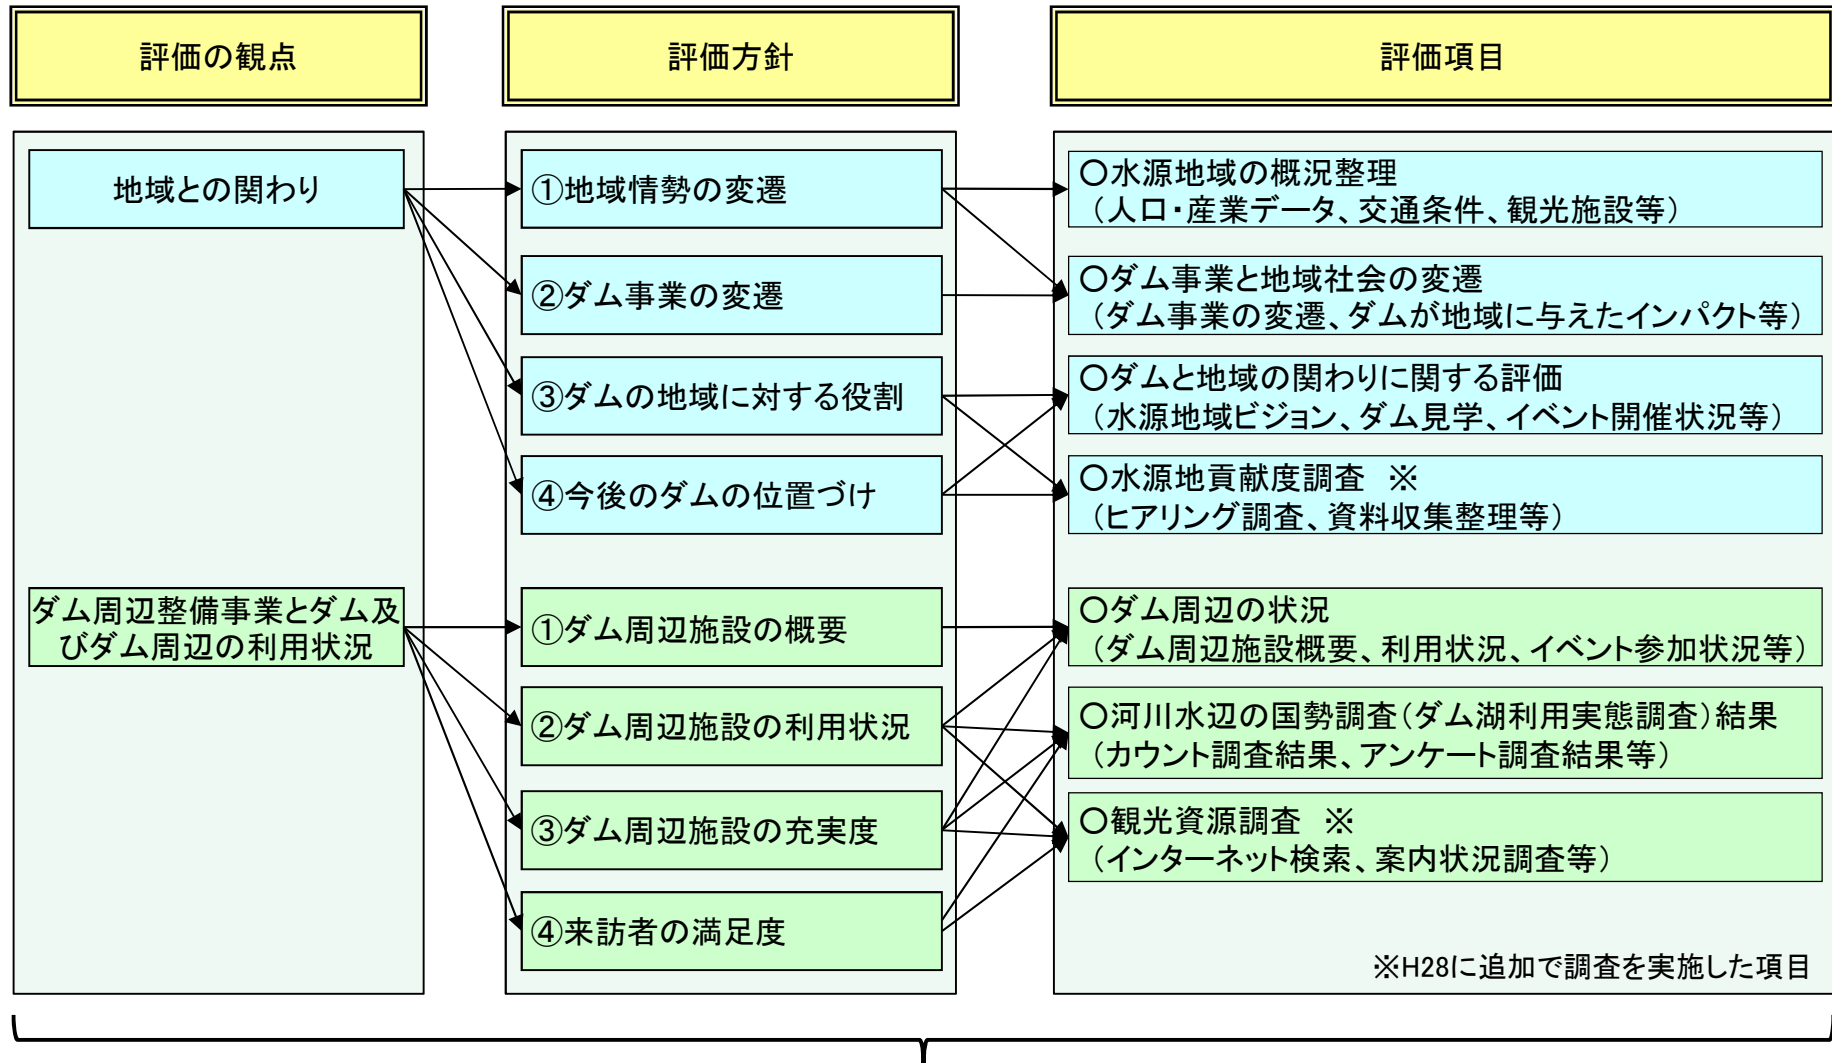 評価の観点
評価方針
評価項目
地域との関わり
①地域情勢の変遷
②ダム事業の変遷
③ダムの地域に対する役割
④今後のダムの位置づけ
○水源地域の概況整理
（人口・産業データ、交通条件、観光施設等）
○ダム事業と地域社会の変遷
（ダム事業の変遷、ダムが地域に与えたインパクト等）
○ダムと地域の関わりに関する評価
（水源地域ビジョン、ダム見学、イベント開催状況等）
○水源地貢献度調査　※
（ヒアリング調査、資料収集整理等）
ダム周辺整備事業とダム及
びダム周辺の利用状況
①ダム周辺施設の概要
②ダム周辺施設の利用状況
③ダム周辺施設の充実度
④来訪者の満足度
○ダム周辺の状況
（ダム周辺施設概要、利用状況、イベント参加状況等）
○河川水辺の国勢調査（ダム湖利用実態調査）結果
（カウント調査結果、アンケート調査結果等）
○観光資源調査　※
（インターネット検索、案内状況調査等）
※H28に追加で調査を実施した項目